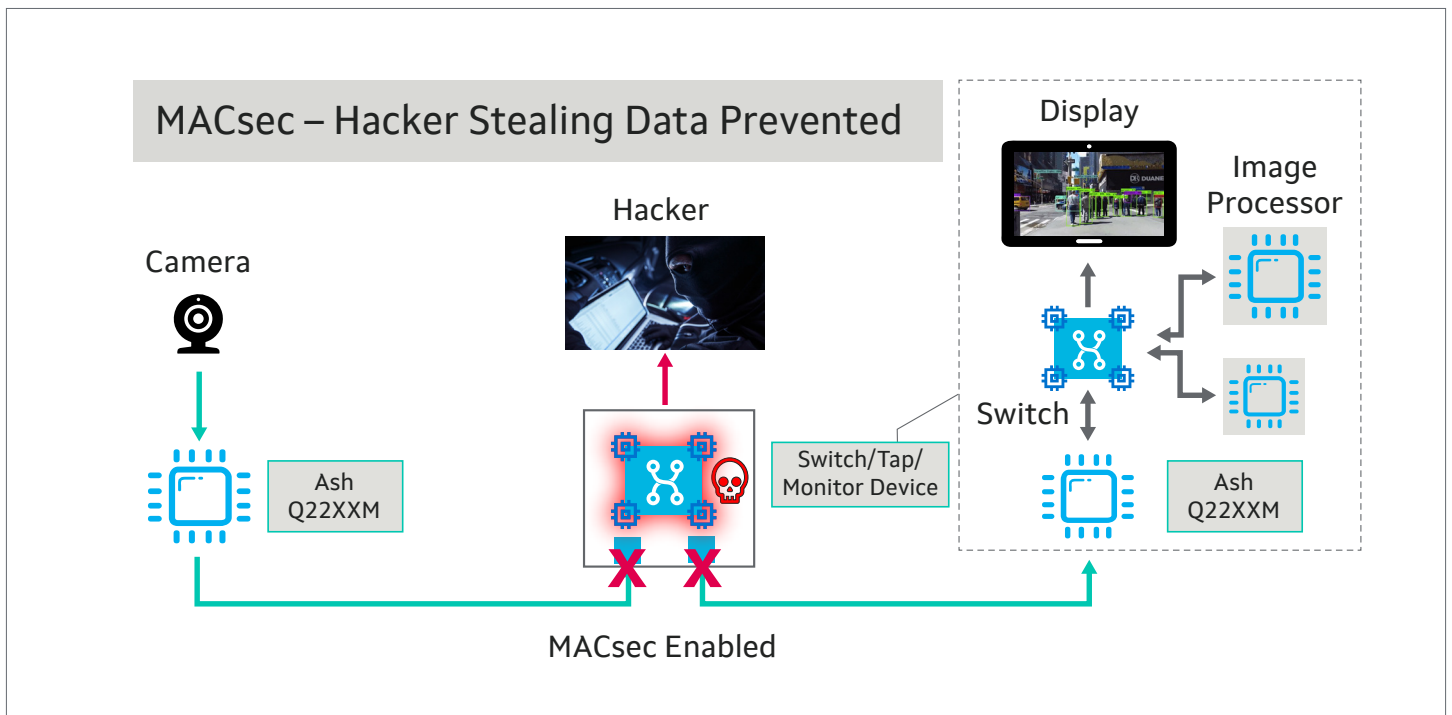 MACsec – Hacker Stealing Data Prevented
Display
DUANE
Image
Processor
Hacker
Camera
Switch
Switch/Tap/
Monitor Device
Ash
Q22XXM
Ash
Q22XXM
MACsec Enabled